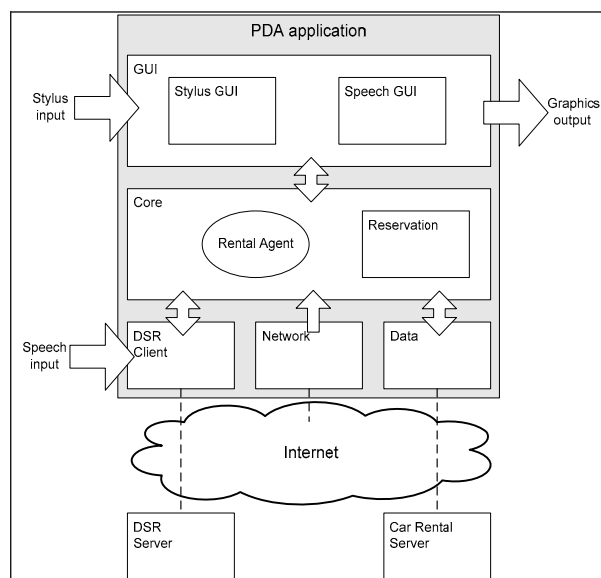 PDA application
GUI
Stylus
input
Stylus GUI
Speech GUI
Graphics
output
Core
Rental Agent
Reservation
Speech
input
DSR
Client
Network
Data
Internet
DSR
Server
Car Rental
Server